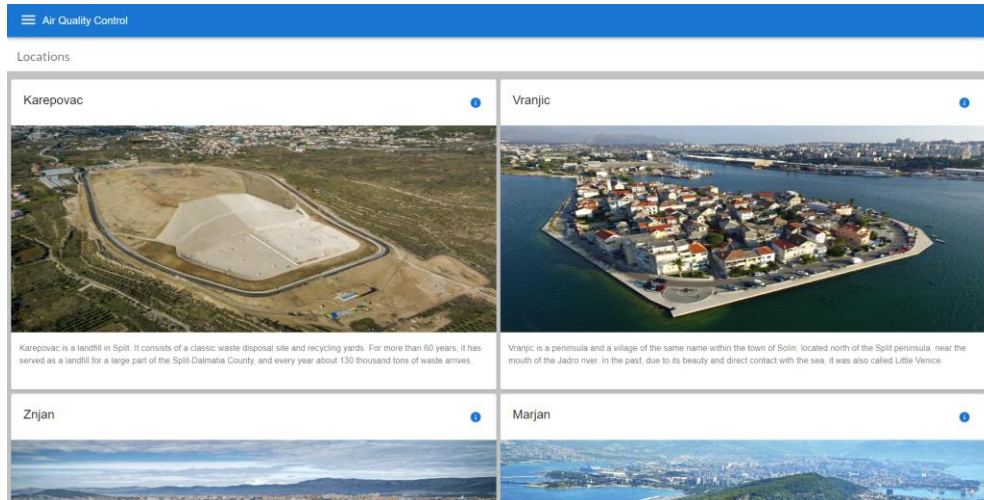 Air Quality Control
Locations
Karepovac
Karepovac is a landfill in Split. It consists of a classic waste disposal site and recycling yards. For more than 60 years, it has
served as a landfill for a large part of the Split-Dalmatia County, and every year about 130 thousand tons of waste arrives.
Vranjic
Vranjic is a peninsula and a village of the same name within the town of Solin, located north of the Split peninsula, near the
mouth of the Jadro river. In the past, due to its beauty and direct contact with the sea, it was also called Little Venice.
Znjan
Marjan